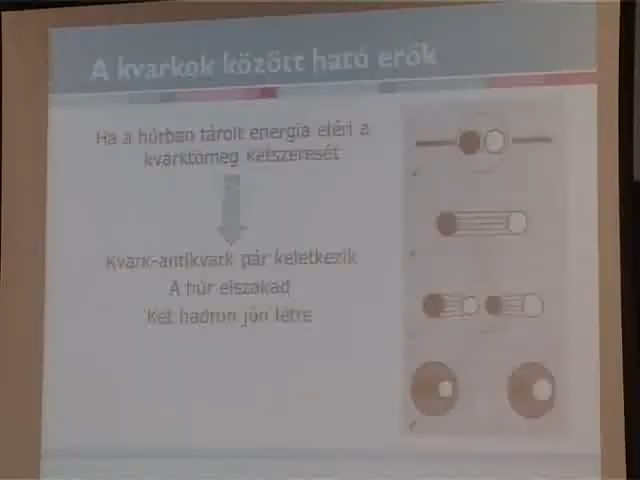 A kvarkok között ható erők
Ha a húrban tárolt energia eléri a
kvarktömeg kétszeresét
Kvark-antikvark pár keletkezik
A húr elszakad
Két hadron jön létre